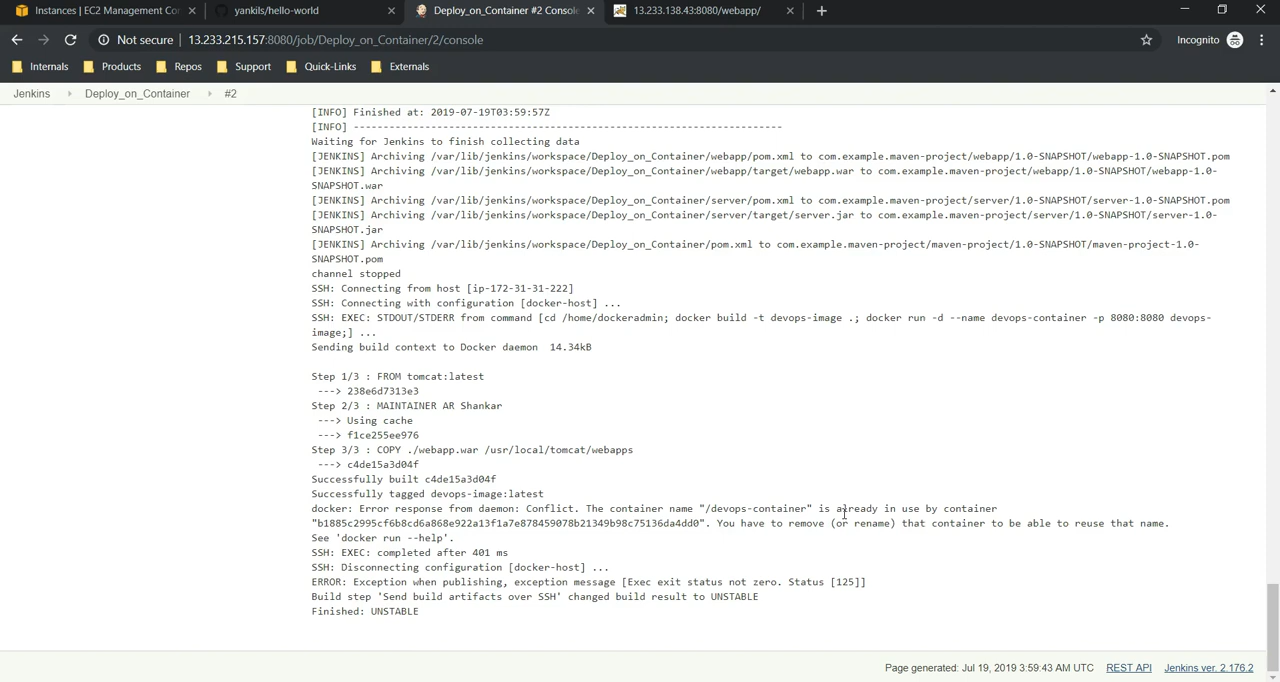 Instances | EC2 Management Co
yankils/hello-world
Deploy_on_Container #2 Console
13.233.138.43:8080/webapp/
Not secure | 13.233.215.157:8080/job/Deploy_on_Container/2/console
Incognito
Internals
Products
Repos
Support
Quick-Links
Externals
Jenkins
Deploy_on_Container
#2
[INFO] Finished at: 2019-07-19T03:59:57Z
[INFO] ------------------------------------------------------------------------
Waiting for Jenkins to finish collecting data
[JENKINS] Archiving /var/lib/jenkins/workspace/Deploy_on_Container/webapp/pom.xml to com.example.maven-project/webapp/1.0-SNAPSHOT/webapp-1.0-SNAPSHOT.pom
[JENKINS] Archiving /var/lib/jenkins/workspace/Deploy_on_Container/webapp/target/webapp.war to com.example.maven-project/webapp/1.0-SNAPSHOT/webapp-1.0-
SNAPSHOT.war
[JENKINS] Archiving /var/lib/jenkins/workspace/Deploy_on_Container/server/pom.xml to com.example.maven-project/server/1.0-SNAPSHOT/server-1.0-SNAPSHOT.pom
[JENKINS] Archiving /var/lib/jenkins/workspace/Deploy_on_Container/server/target/server.jar to com.example.maven-project/server/1.0-SNAPSHOT/server-1.0-
SNAPSHOT.jar
[JENKINS] Archiving /var/lib/jenkins/workspace/Deploy_on_Container/pom.xml to com.example.maven-project/maven-project/1.0-SNAPSHOT/maven-project-1.0-
SNAPSHOT.pom
channel stopped
SSH: Connecting from host [ip-172-31-31-222]
SSH: Connecting with configuration [docker-host] ...
SSH: EXEC: STDOUT/STDERR from command [cd /home/dockeradmin; docker build -t devops-image .; docker run -d --name devops-container -p 8080:8080 devops-
image;] ...
Sending build context to Docker daemon  14.34kB
Step 1/3 : FROM tomcat:latest
---> 238e6d7313e3
Step 2/3 : MAINTAINER AR Shankar
---> Using cache
---> f1ce255ee976
Step 3/3 : COPY ./webapp.war /usr/local/tomcat/webapps
---> c4de15a3d04f
Successfully built c4de15a3d04f
Successfully tagged devops-image:latest
docker: Error response from daemon: Conflict. The container name "/devops-container" is already in use by container
"b1885c2995cf6b8cd6a868e922a13f1a7e878459078b21349b98c75136da4dd0". You have to remove (or rename) that container to be able to reuse that name.
See 'docker run --help'.
SSH: EXEC: completed after 401 ms
SSH: Disconnecting configuration [docker-host] ...
ERROR: Exception when publishing, exception message [Exec exit status not zero. Status [125]]
Build step 'Send build artifacts over SSH' changed build result to UNSTABLE
Finished: UNSTABLE
Page generated: Jul 19, 2019 3:59:43 AM UTC
REST API
Jenkins ver. 2.176.2